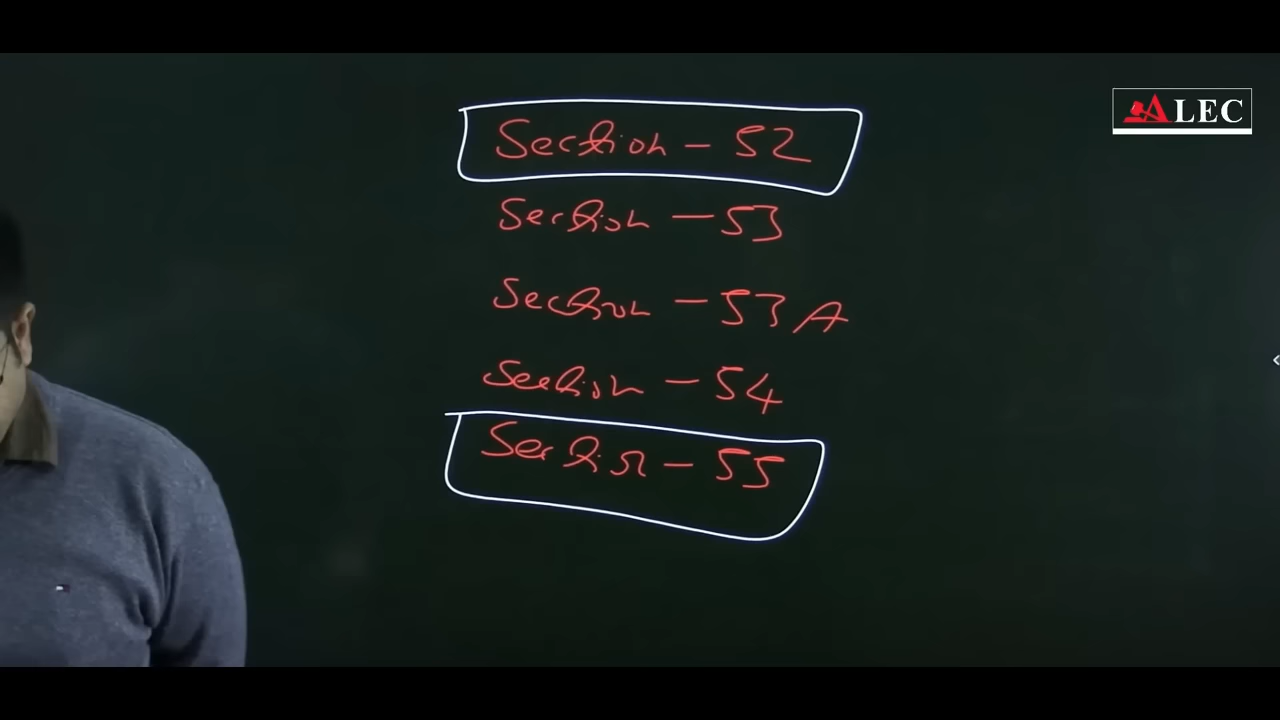 ALEC
Section - 52
Section - 53
Section - 53A
Section - 54
Section - 55